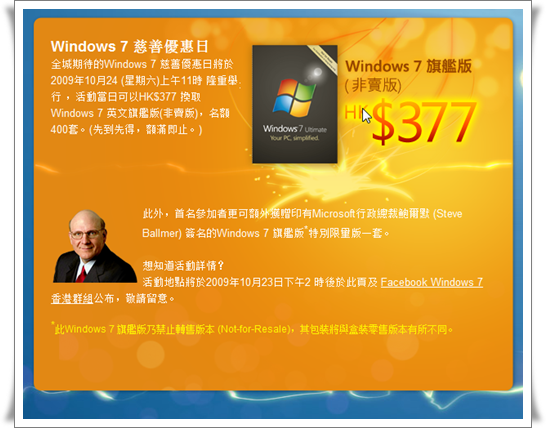 Windows 7 慈善優惠日
全城期待的Windows 7 慈善優惠日將於
2009年10月24 (星期六)上午11時 隆重舉
行 ，活動當日可以HK$377 換取
Windows 7 英文旗艦版(非賣版)，名額
400套。(先到先得，額滿即止。)
Windows 7 Ultimate
Your PC, simplified.
Windows 7 旗艦版
(非賣版)
HK$377
此外，首名參加者更可額外獲贈印有Microsoft行政總裁鮑爾默 (Steve
Ballmer) 簽名的Windows 7 旗艦版*特別限量版一套。
想知道活動詳情？
活動地點將於2009年10月23日下午2 時後於此頁及 Facebook Windows 7
香港群組公布，敬請留意。
*此Windows 7 旗艦版乃禁止轉售版本 (Not-for-Resale)，其包裝將與盒裝零售版本有所不同。